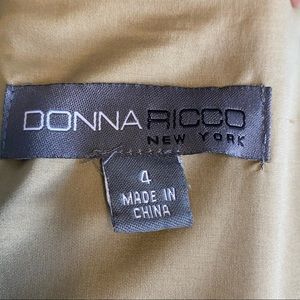 DONNA RICCO
NEW YORK
4
MADE IN
CHINA